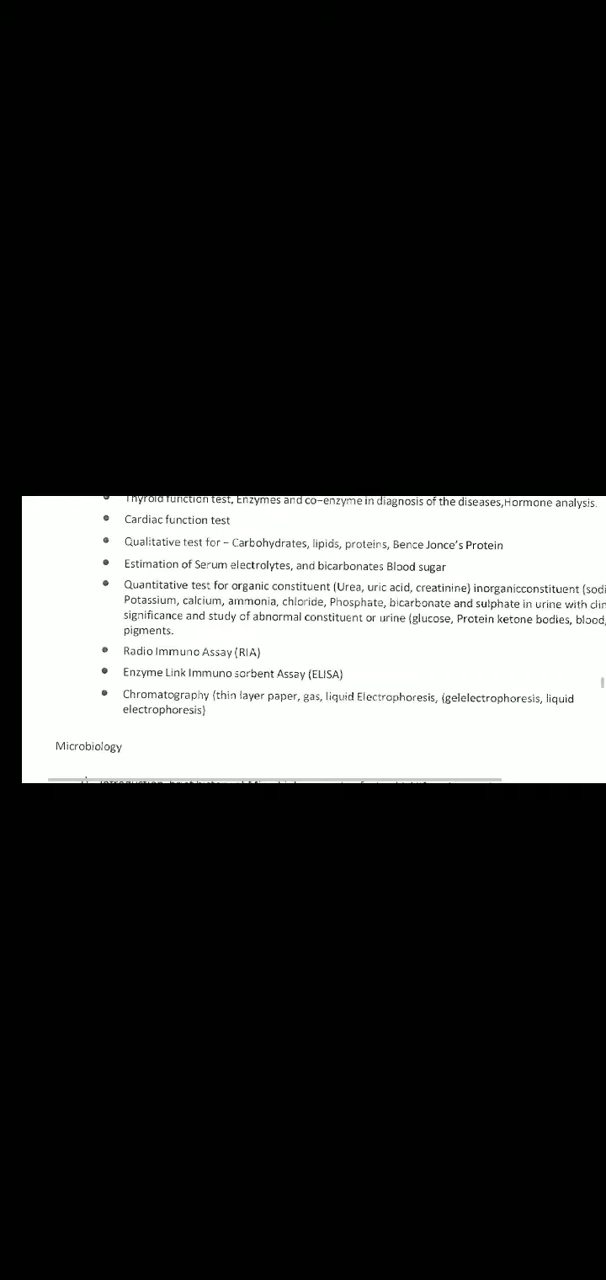 Thyroid function test, Enzymes and co-enzyme in diagnosis of the diseases,Hormone analysis.
Cardiac function test
Qualitative test for – Carbohydrates, lipids, proteins, Bence Jonce's Protein
Estimation of Serum electrolytes, and bicarbonates Blood sugar
Quantitative test for organic constituent (Urea, uric acid, creatinine) inorganicconstituent (sodi
Potassium, calcium, ammonia, chloride, Phosphate, bicarbonate and sulphate in urine with clin
significance and study of abnormal constituent or urine (glucose, Protein ketone bodies, blood,
pigments.
Radio Immuno Assay (RIA)
Enzyme Link Immuno sorbent Assay (ELISA)
Chromatography {thin layer paper, gas, liquid Electrophoresis, {gelelectrophoresis, liquid
electrophoresis}
Microbiology